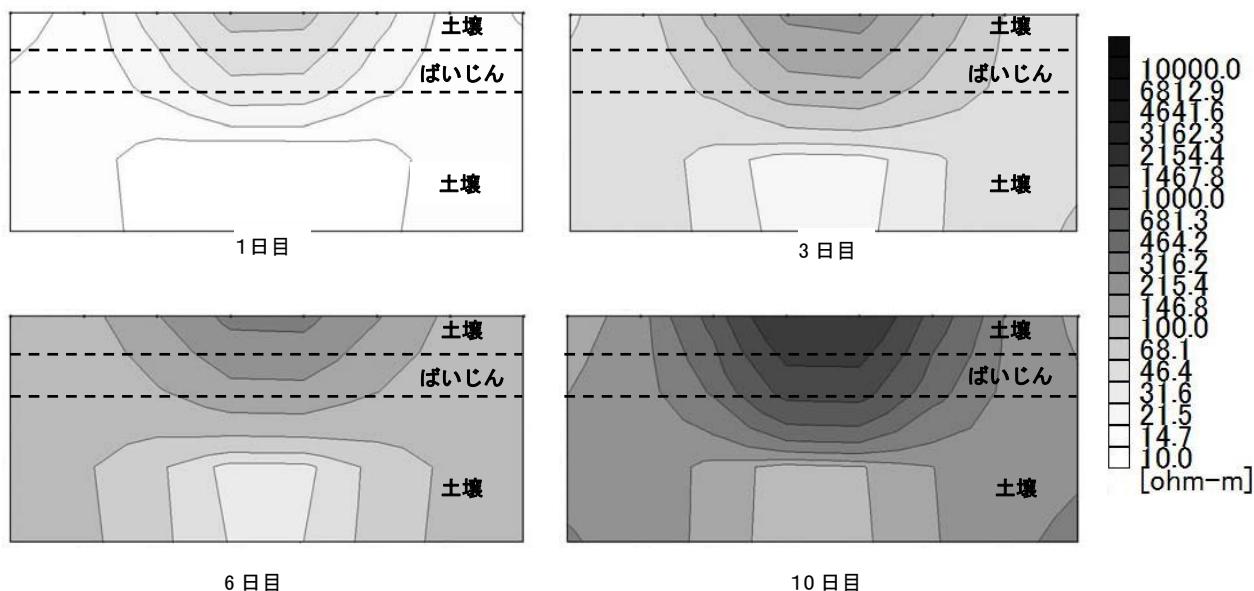 土壌
ばいじん
土壌
1日目
土壌
ばいじん
土壌
3 日目
土壌
ばいじん
土壌
6 日目
土壌
ばいじん
土壌
10 日目
10000.0
6812.9
4641.6
3162.3
2154.4
1467.8
1000.0
681.3
464.2
316.2
215.4
146.8
100.0
68.1
46.4
31.6
21.5
14.7
10.0
[ohm-m]